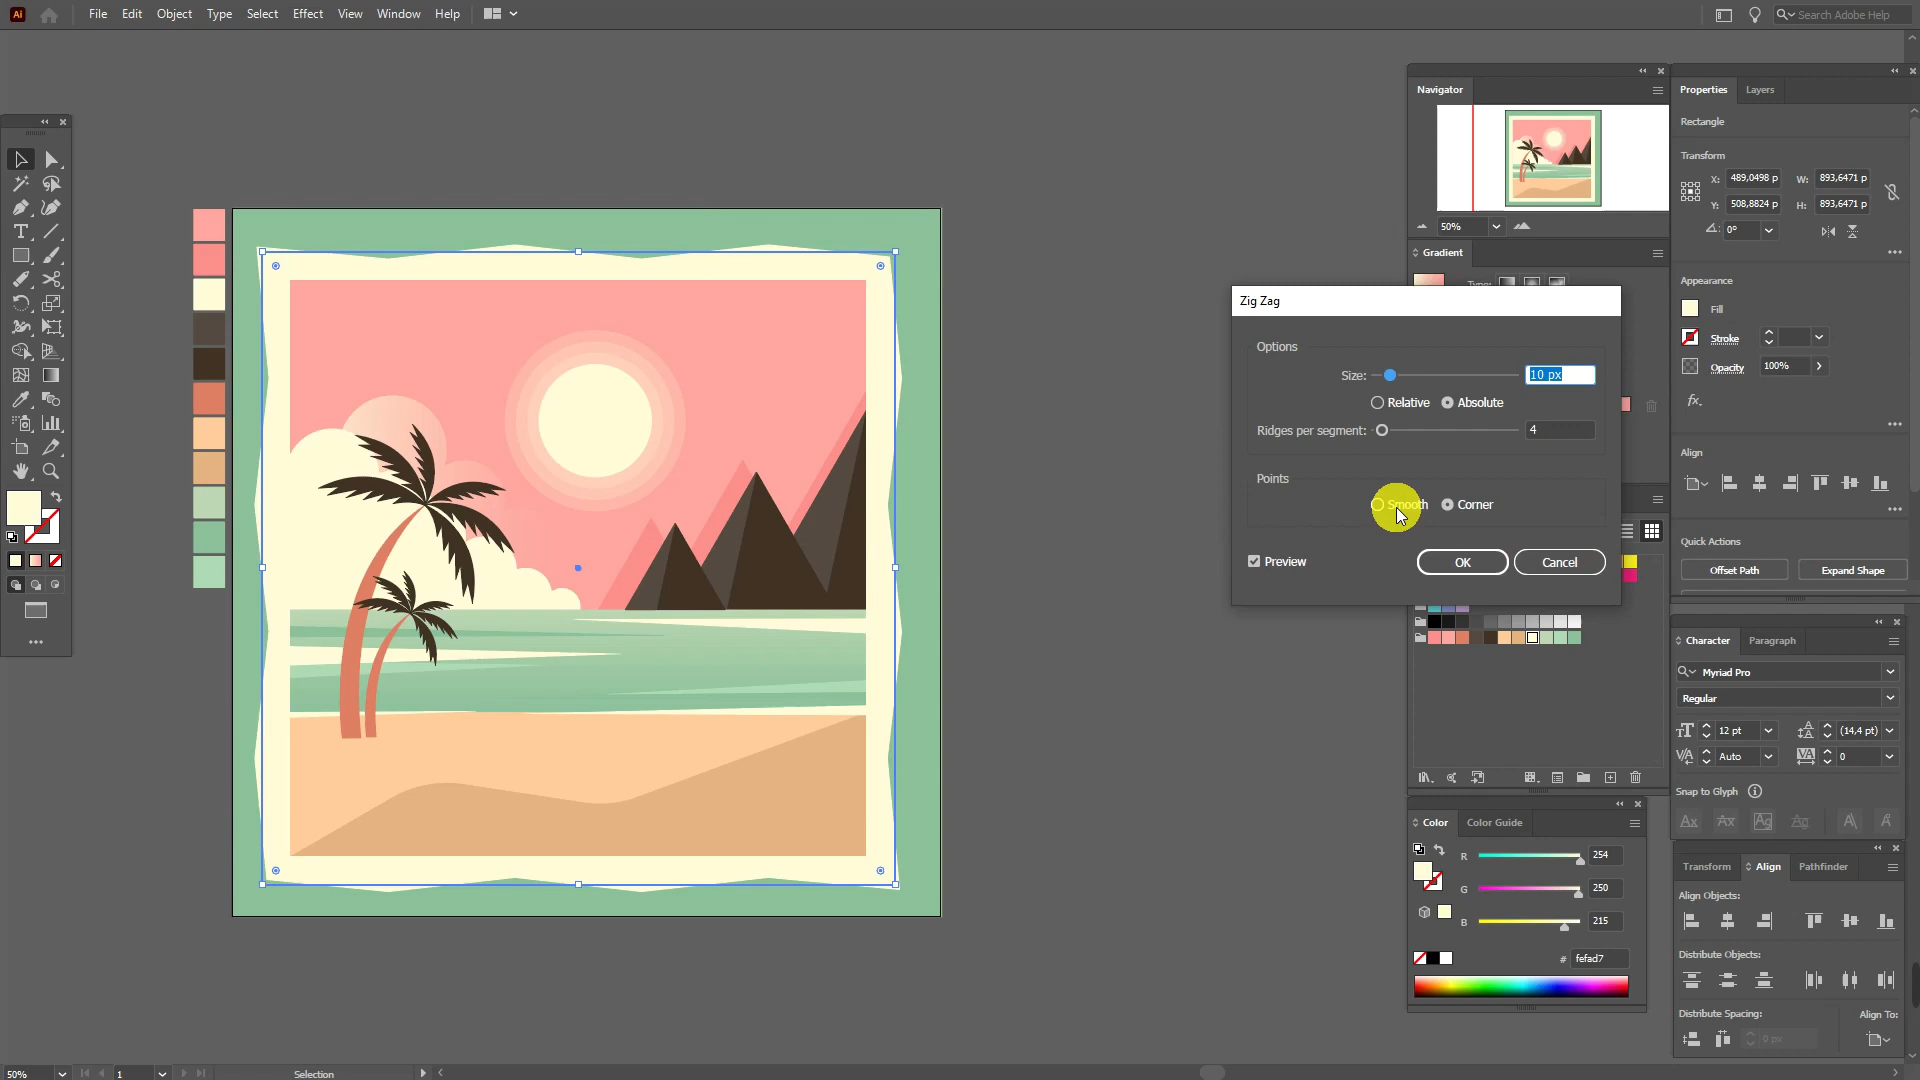 Ai File Edit Object Type Select Effect View Window Help Search Adobe Help
Navigator
50%
Gradient
Type:
Zig Zag
Options
Size: 10 px
Relative Absolute
Ridges per segment: 4
Points
Smooth Corner
Preview OK Cancel
Properties Layers
Rectangle
Transform
X: 489,0498 p W: 893,6471 p
Y: 508,8824 p H: 893,6471 p
0°
Appearance
Fill
Stroke
Opacity 100%
fx.
Align
Quick Actions
Offset Path Expand Shape
Character Paragraph
Myriad Pro
Regular
12 pt (14,4 pt)
Auto 0
Snap to Glyph
Color Color Guide
R 254
G 250
B 215
# fefad7
Transform Align Pathfinder
Align Objects:
Distribute Objects:
Distribute Spacing: Align To:
0 px
50% 1 Selection